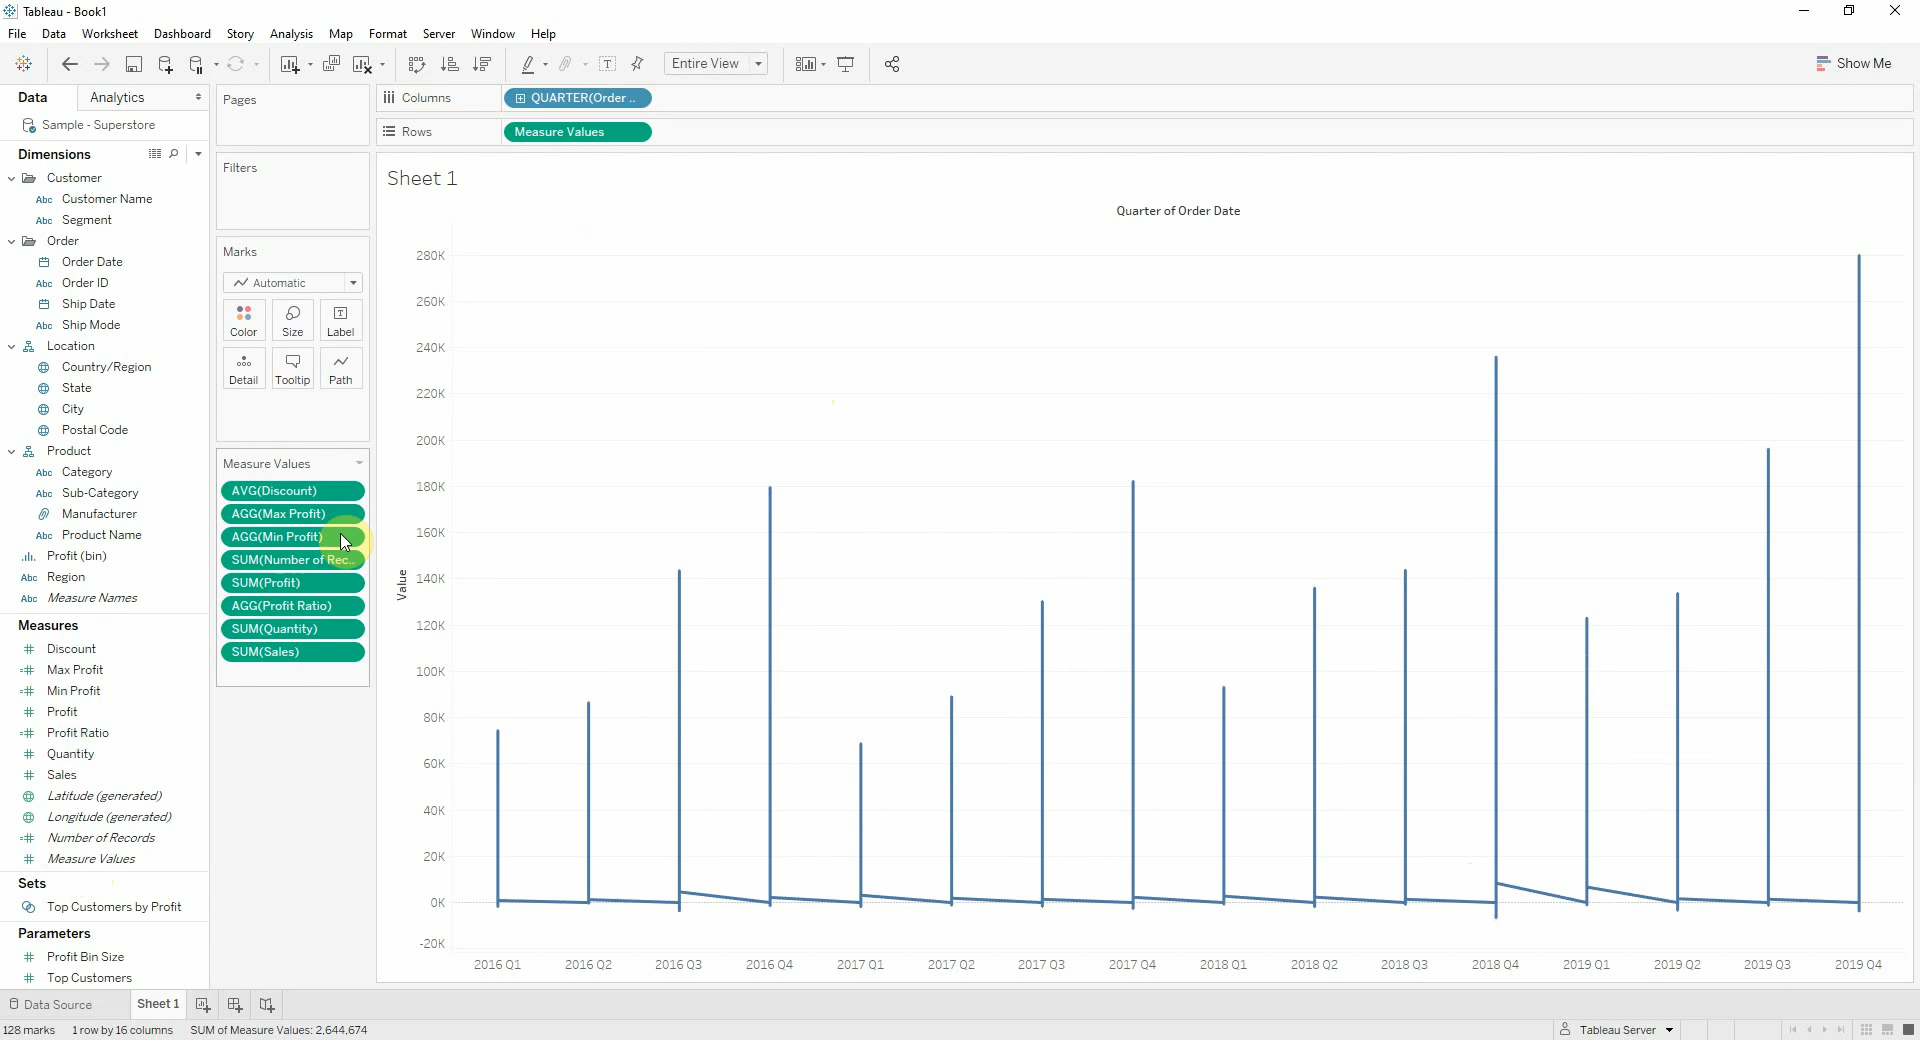 Tableau - Book1
File Data Worksheet Dashboard Story Analysis Map Format Server Window Help
Entire View
Show Me
Data Analytics
Sample - Superstore
Dimensions
Customer
Abc Customer Name
Abc Segment
Order
Order Date
Abc Order ID
Ship Date
Abc Ship Mode
Location
Country/Region
State
City
Postal Code
Product
Abc Category
Abc Sub-Category
Manufacturer
Abc Product Name
Profit (bin)
Abc Region
Abc Measure Names
Measures
# Discount
=# Max Profit
=# Min Profit
# Profit
=# Profit Ratio
# Quantity
# Sales
Latitude (generated)
Longitude (generated)
=# Number of Records
# Measure Values
Sets
Top Customers by Profit
Parameters
# Profit Bin Size
# Top Customers
Pages
Filters
Marks
Automatic
Color Size Label
Detail Tooltip Path
Measure Values
AVG(Discount)
AGG(Max Profit)
AGG(Min Profit)
SUM(Number of Rec..
SUM(Profit)
AGG(Profit Ratio)
SUM(Quantity)
SUM(Sales)
Columns QUARTER(Order ..
Rows Measure Values
Sheet 1
Quarter of Order Date
280K
260K
240K
220K
200K
180K
160K
140K
120K
100K
80K
60K
40K
20K
0K
-20K
Value
2016 Q1 2016 Q2 2016 Q3 2016 Q4 2017 Q1 2017 Q2 2017 Q3 2017 Q4 2018 Q1 2018 Q2 2018 Q3 2018 Q4 2019 Q1 2019 Q2 2019 Q3 2019 Q4
Data Source Sheet 1
128 marks 1 row by 16 columns SUM of Measure Values: 2,644,674
Tableau Server